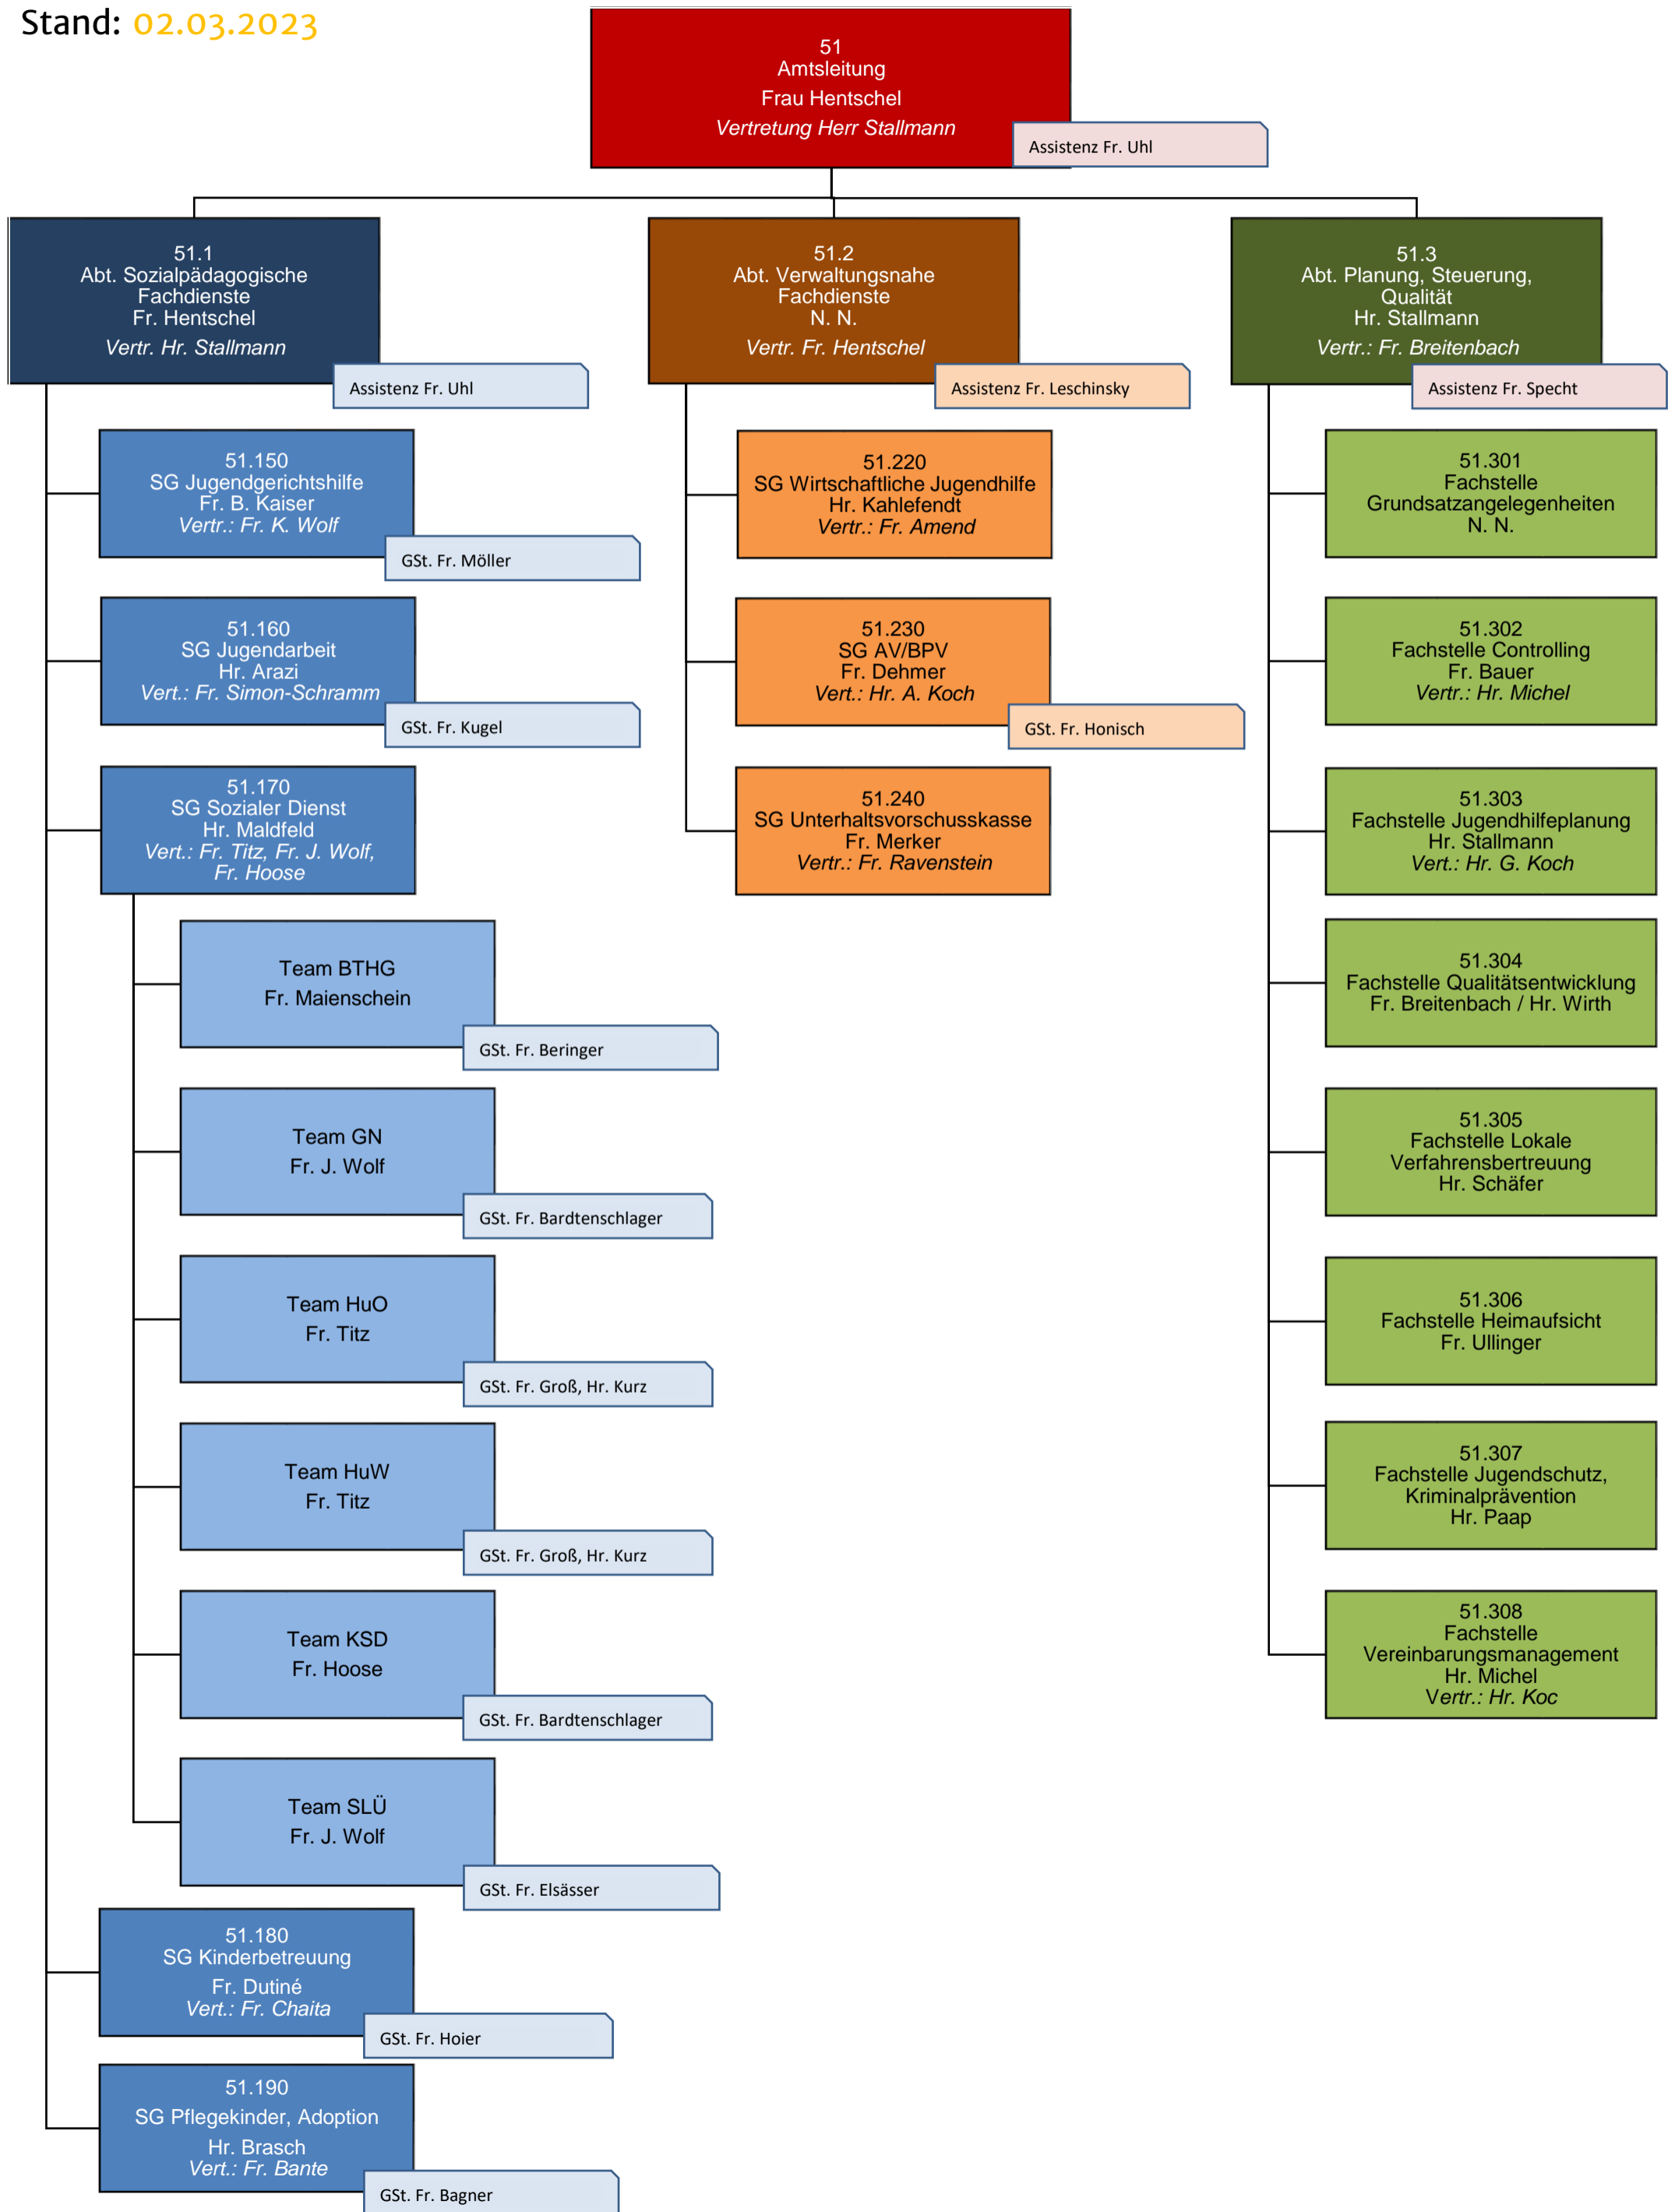 Stand: 02.03.2023
51
Amtsleitung
Frau Hentschel
Vertretung Herr Stallmann
Assistenz Fr. Uhl
51.1
Abt. Sozialpädagogische
Fachdienste
Fr. Hentschel
Vertr. Hr. Stallmann
Assistenz Fr. Uhl
51.150
SG Jugendgerichtshilfe
Fr. B. Kaiser
Vertr.: Fr. K. Wolf
GSt. Fr. Möller
51.160
SG Jugendarbeit
Hr. Arazi
Vert.: Fr. Simon-Schramm
GSt. Fr. Kugel
51.170
SG Sozialer Dienst
Hr. Maldfeld
Vert.: Fr. Titz, Fr. J. Wolf,
Fr. Hoose
Team BTHG
Fr. Maienschein
GSt. Fr. Beringer
Team GN
Fr. J. Wolf
GSt. Fr. Bardtenschlager
Team HuO
Fr. Titz
GSt. Fr. Groß, Hr. Kurz
Team HuW
Fr. Titz
GSt. Fr. Groß, Hr. Kurz
Team KSD
Fr. Hoose
GSt. Fr. Bardtenschlager
Team SLÜ
Fr. J. Wolf
GSt. Fr. Elsässer
51.180
SG Kinderbetreuung
Fr. Dutiné
Vert.: Fr. Chaita
GSt. Fr. Hoier
51.190
SG Pflegekinder, Adoption
Hr. Brasch
Vert.: Fr. Bante
GSt. Fr. Bagner
51.2
Abt. Verwaltungsnahe
Fachdienste
N. N.
Vertr. Fr. Hentschel
Assistenz Fr. Leschinsky
51.220
SG Wirtschaftliche Jugendhilfe
Hr. Kahlefendt
Vertr.: Fr. Amend
51.230
SG AV/BPV
Fr. Dehmer
Vert.: Hr. A. Koch
GSt. Fr. Honisch
51.240
SG Unterhaltsvorschusskasse
Fr. Merker
Vertr.: Fr. Ravenstein
51.3
Abt. Planung, Steuerung,
Qualität
Hr. Stallmann
Vertr.: Fr. Breitenbach
Assistenz Fr. Specht
51.301
Fachstelle
Grundsatzangelegenheiten
N. N.
51.302
Fachstelle Controlling
Fr. Bauer
Vertr.: Hr. Michel
51.303
Fachstelle Jugendhilfeplanung
Hr. Stallmann
Vert.: Hr. G. Koch
51.304
Fachstelle Qualitätsentwicklung
Fr. Breitenbach / Hr. Wirth
51.305
Fachstelle Lokale
Verfahrensbertreuung
Hr. Schäfer
51.306
Fachstelle Heimaufsicht
Fr. Ullinger
51.307
Fachstelle Jugendschutz,
Kriminalprävention
Hr. Paap
51.308
Fachstelle
Vereinbarungsmanagement
Hr. Michel
Vertr.: Hr. Koc